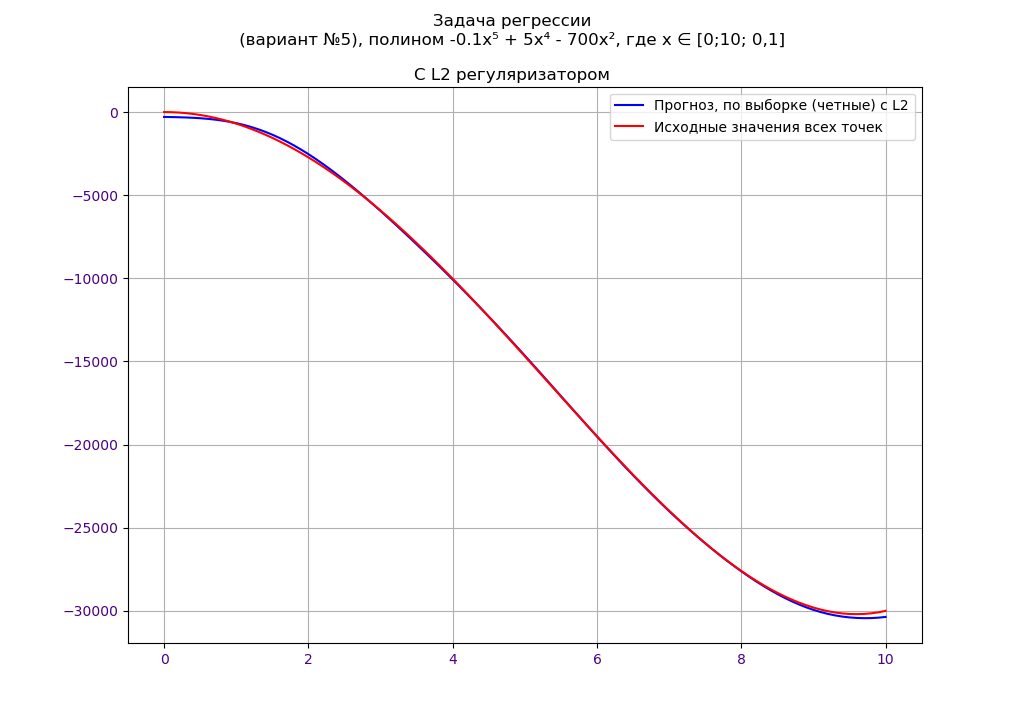 Задача регрессии
(вариант №5), полином -0.1x⁵ + 5x⁴ - 700x², где x ∈ [0;10; 0,1]
С L2 регуляризатором
Прогноз, по выборке (четные) с L2
Исходные значения всех точек
0
−5000
−10000
−15000
−20000
−25000
−30000
0 2 4 6 8 10